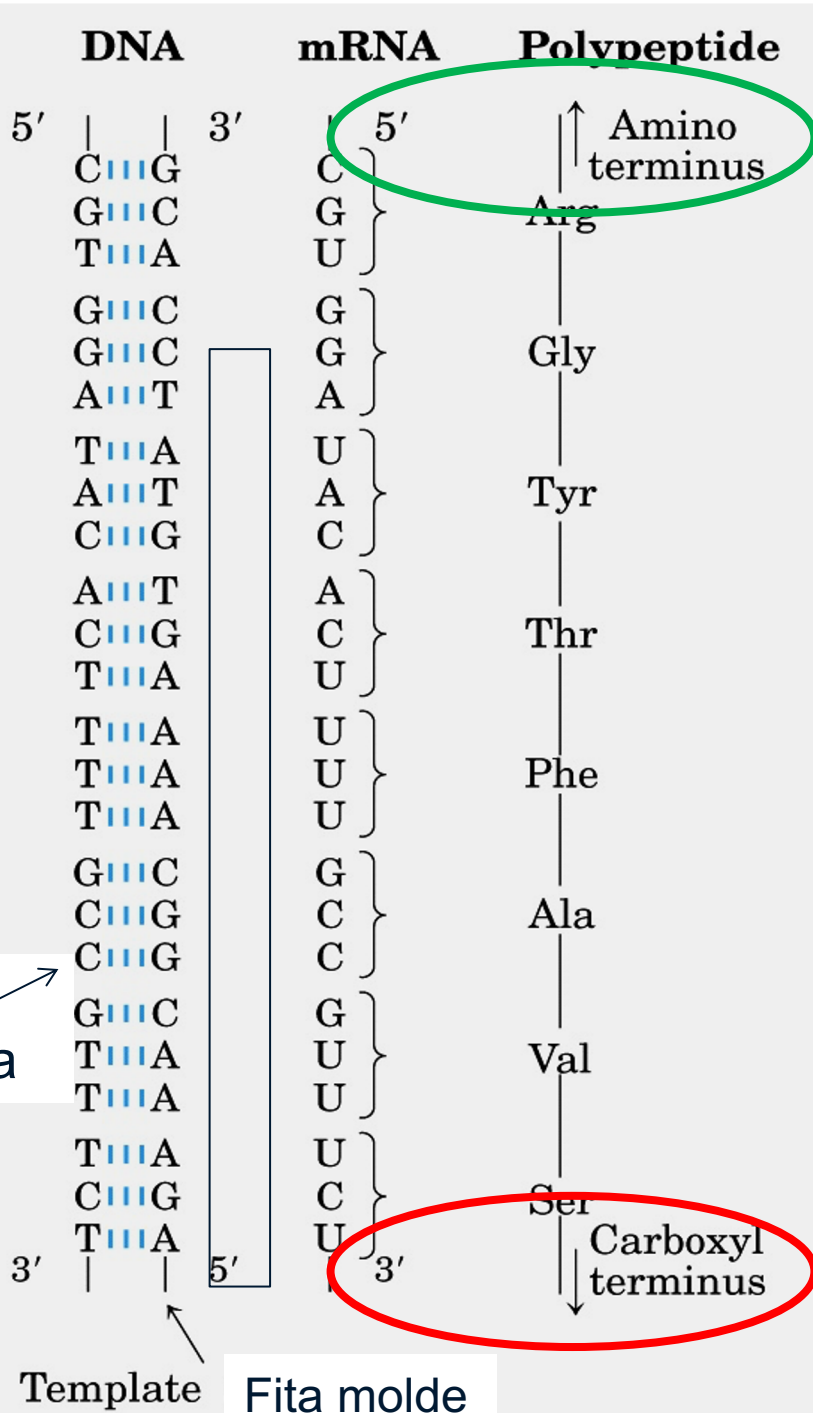 DNA mRNA Polypeptide
5′ 3′ 5′ Amino
terminus
C G C
G C G Arg
T A U
G C G
G C G Gly
A T A
T A U
A T A Tyr
C G C
A T A
C G C Thr
T A U
T A U
T A U Phe
T A U
G C G
C G C Ala
C G C
G C G
T A U Val
a
T A U
T A U
C G C Ser
T A U Carboxyl
3′ 5′ 3′ terminus
Template Fita molde